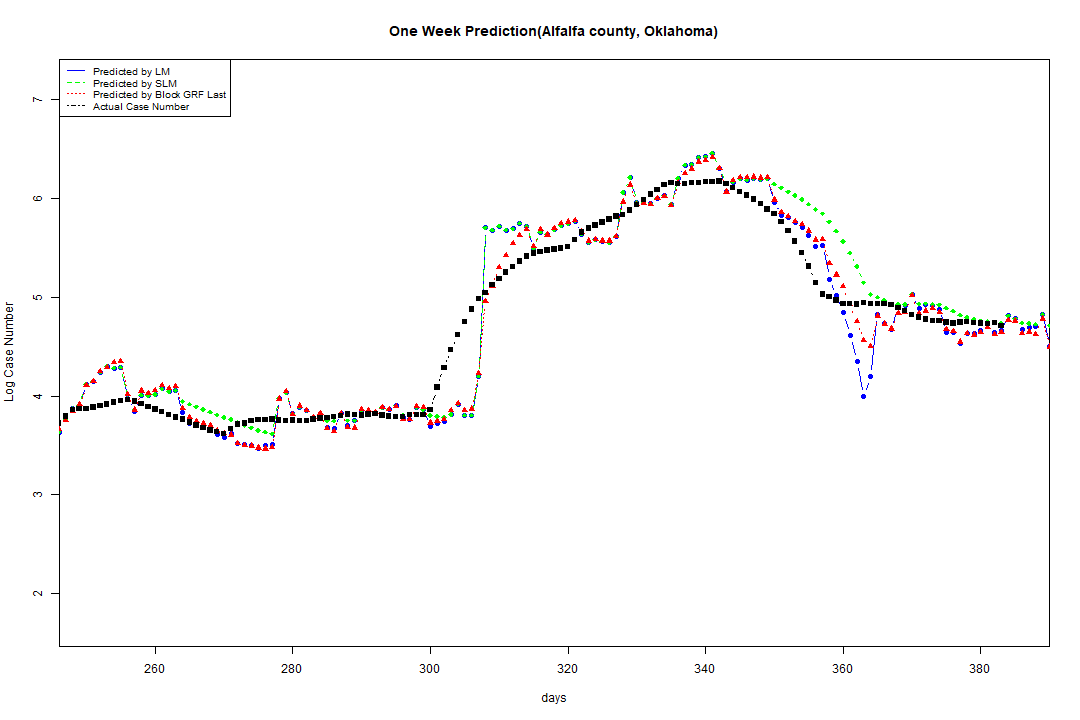 One Week Prediction(Alfalfa county, Oklahoma)
Predicted by LM
Predicted by SLM
Predicted by Block GRF Last
Actual Case Number
7
6
5
4
3
2
Log Case Number
260 280 300 320 340 360 380
days